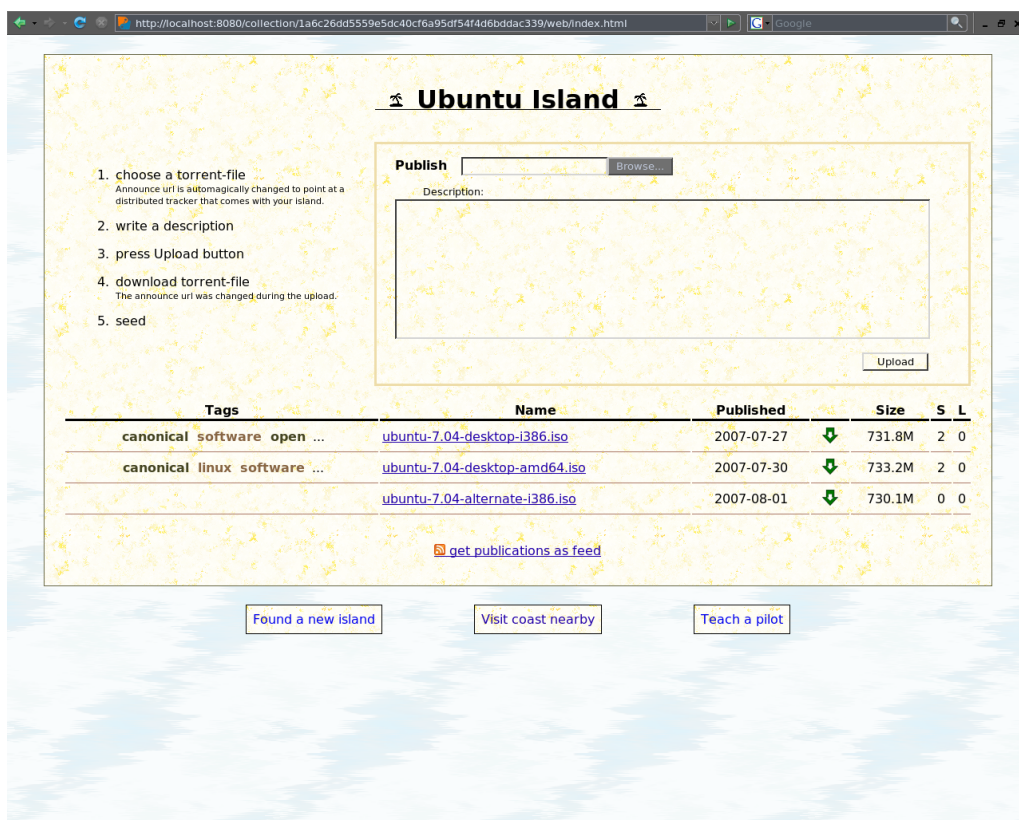 http://localhost:8080/collection/1a6c26dd5559e5dc40cf6a95df54f4d6bddac339/web/index.html
G Google
Ubuntu Island
1. choose a torrent-file
Announce url is automagically changed to point at a
distributed tracker that comes with your island.
2. write a description
3. press Upload button
4. download torrent-file
The announce url was changed during the upload.
5. seed
Publish Browse...
Description:
Upload
Tags Name Published Size S L
canonical software open ... ubuntu-7.04-desktop-i386.iso 2007-07-27 731.8M 2 0
canonical linux software ... ubuntu-7.04-desktop-amd64.iso 2007-07-30 733.2M 2 0
ubuntu-7.04-alternate-i386.iso 2007-08-01 730.1M 0 0
get publications as feed
Found a new island Visit coast nearby Teach a pilot